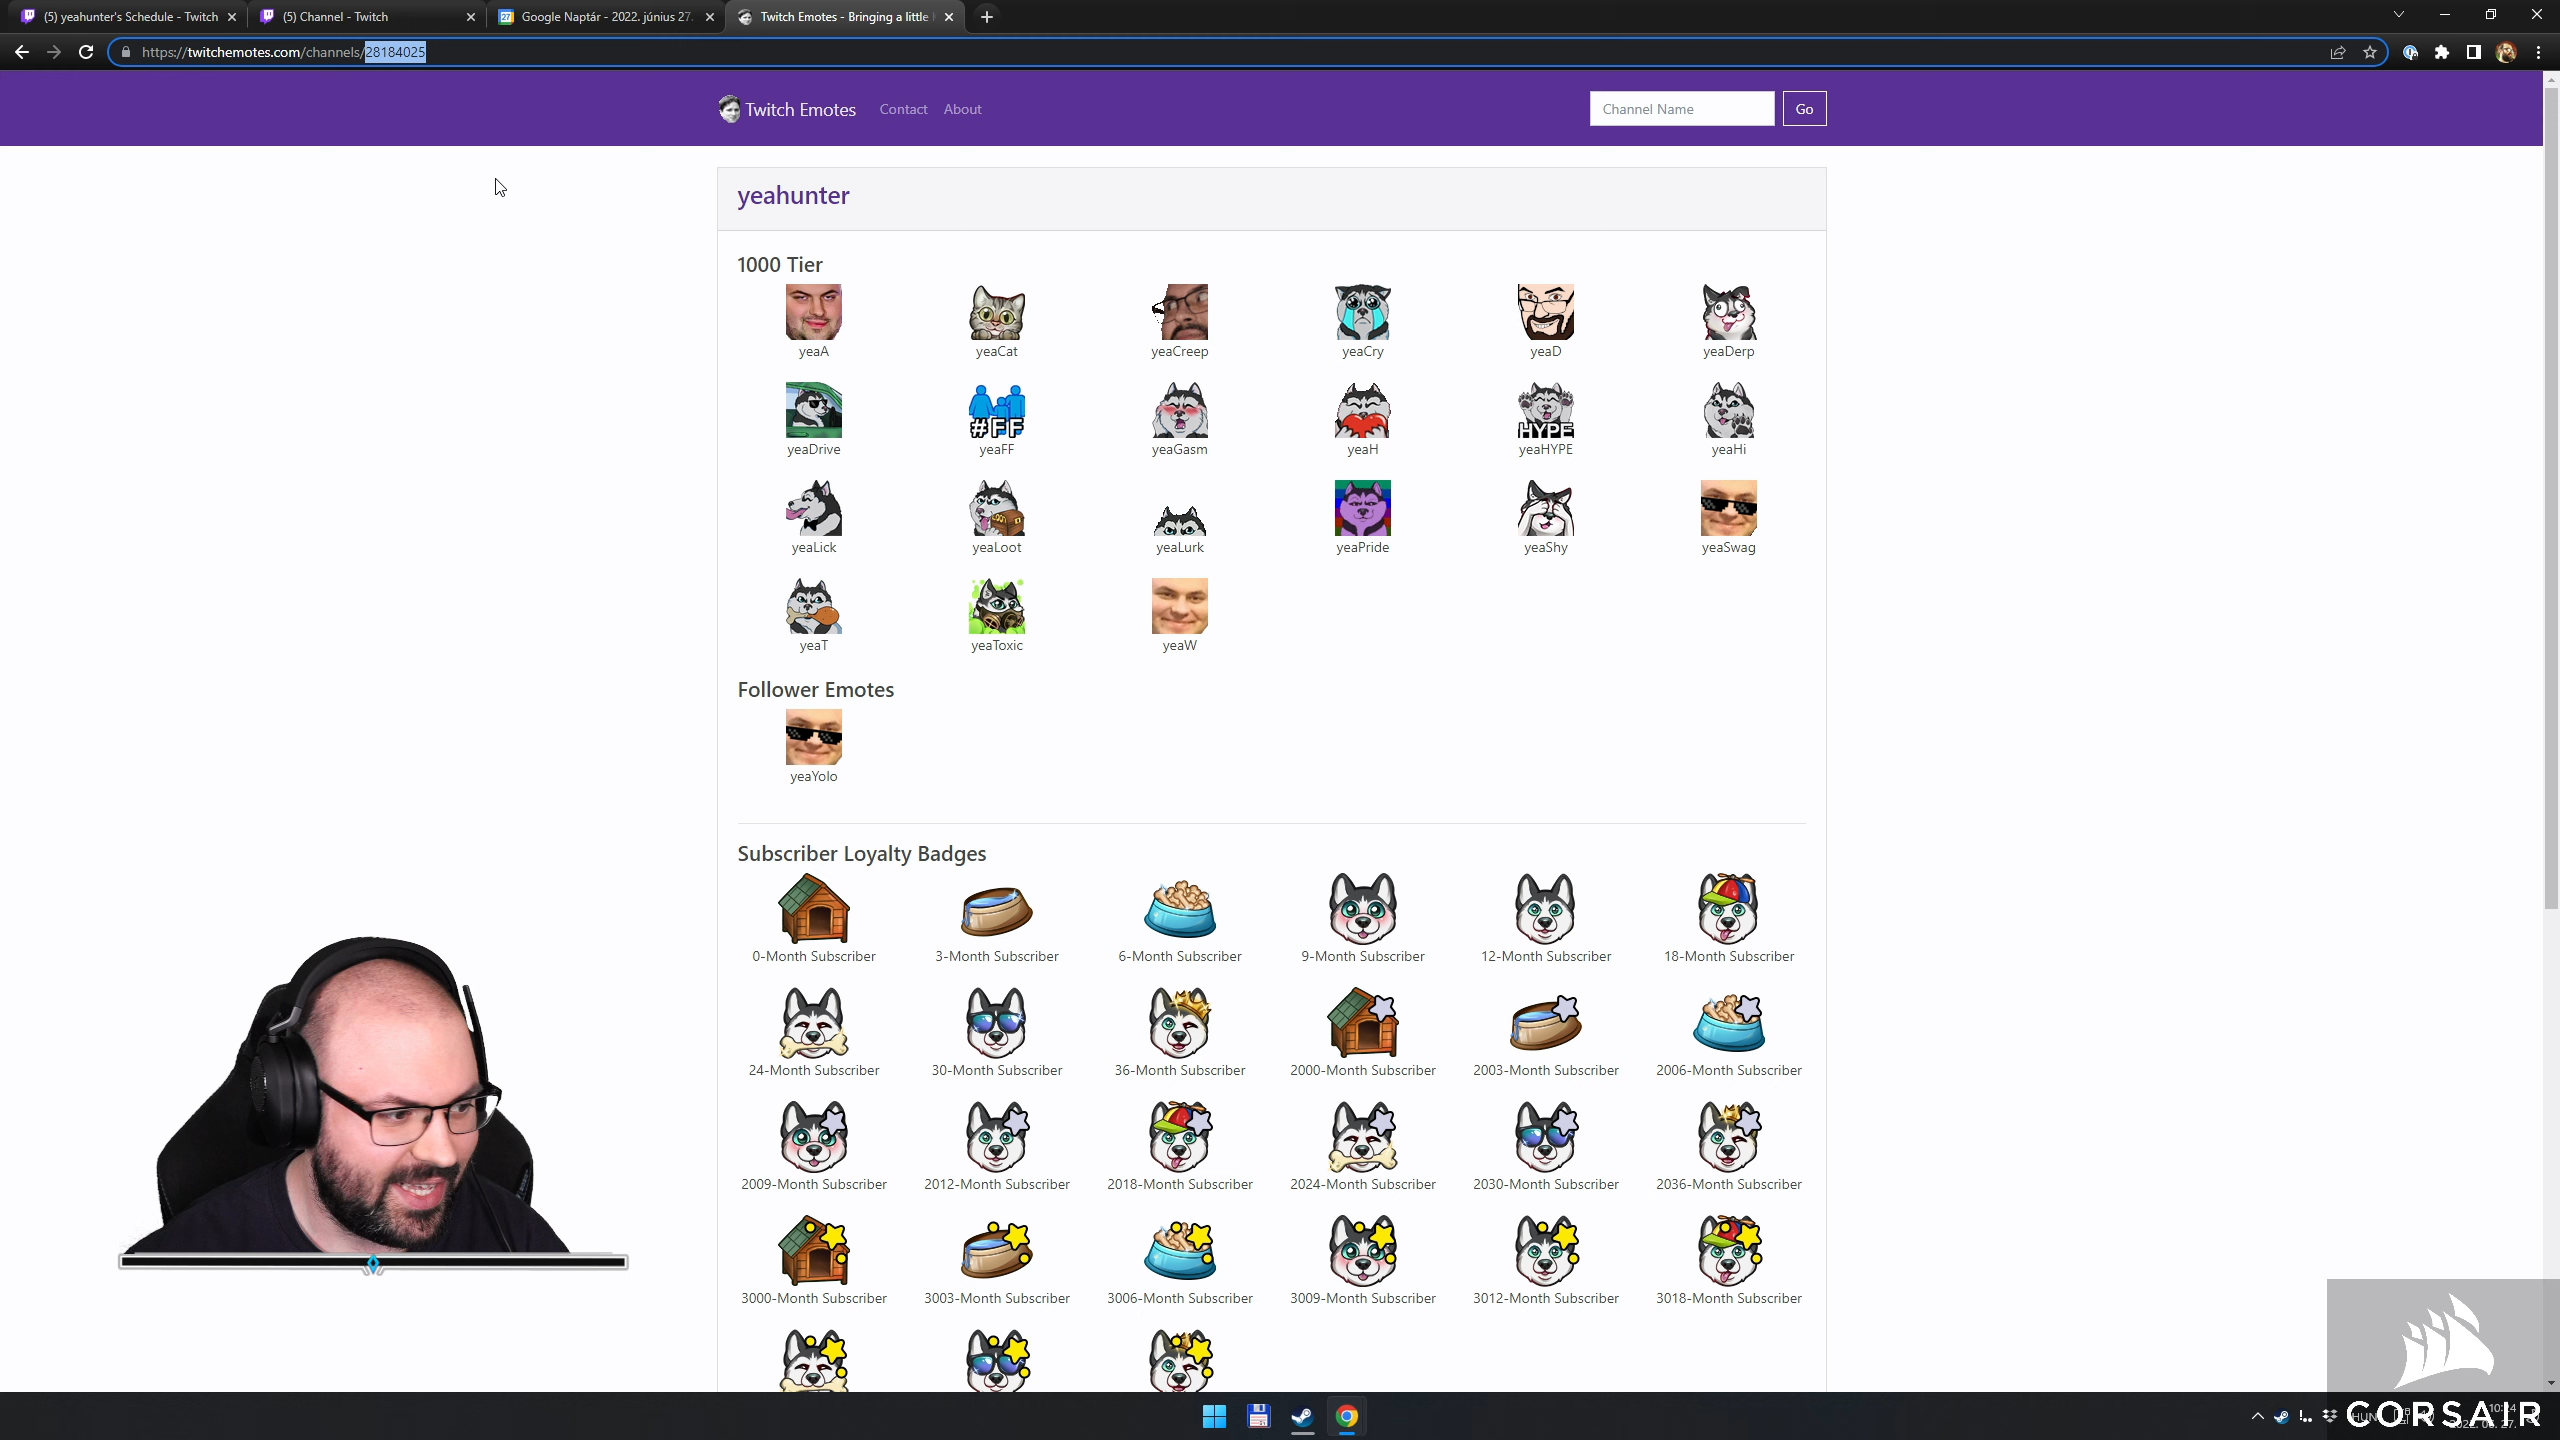 (5) yeahunter's Schedule - Twitch
(5) Channel - Twitch
Google Naptár - 2022. június 27.
Twitch Emotes - Bringing a little
https://twitchemotes.com/channels/28184025
Twitch Emotes
Contact
About
Channel Name
Go
yeahunter
1000 Tier
yeaA
yeaCat
yeaCreep
yeaCry
yeaD
yeaDerp
#FF
HYPE
yeaDrive
yeaFF
yeaGasm
yeaH
yeaHYPE
yeaHi
LOOT
yeaLick
yeaLoot
yeaLurk
yeaPride
yeaShy
yeaSwag
yeaT
yeaToxic
yeaW
Follower Emotes
yeaYolo
Subscriber Loyalty Badges
0-Month Subscriber
3-Month Subscriber
6-Month Subscriber
9-Month Subscriber
12-Month Subscriber
18-Month Subscriber
24-Month Subscriber
30-Month Subscriber
36-Month Subscriber
2000-Month Subscriber
2003-Month Subscriber
2006-Month Subscriber
2009-Month Subscriber
2012-Month Subscriber
2018-Month Subscriber
2024-Month Subscriber
2030-Month Subscriber
2036-Month Subscriber
3000-Month Subscriber
3003-Month Subscriber
3006-Month Subscriber
3009-Month Subscriber
3012-Month Subscriber
3018-Month Subscriber
CORSAIR